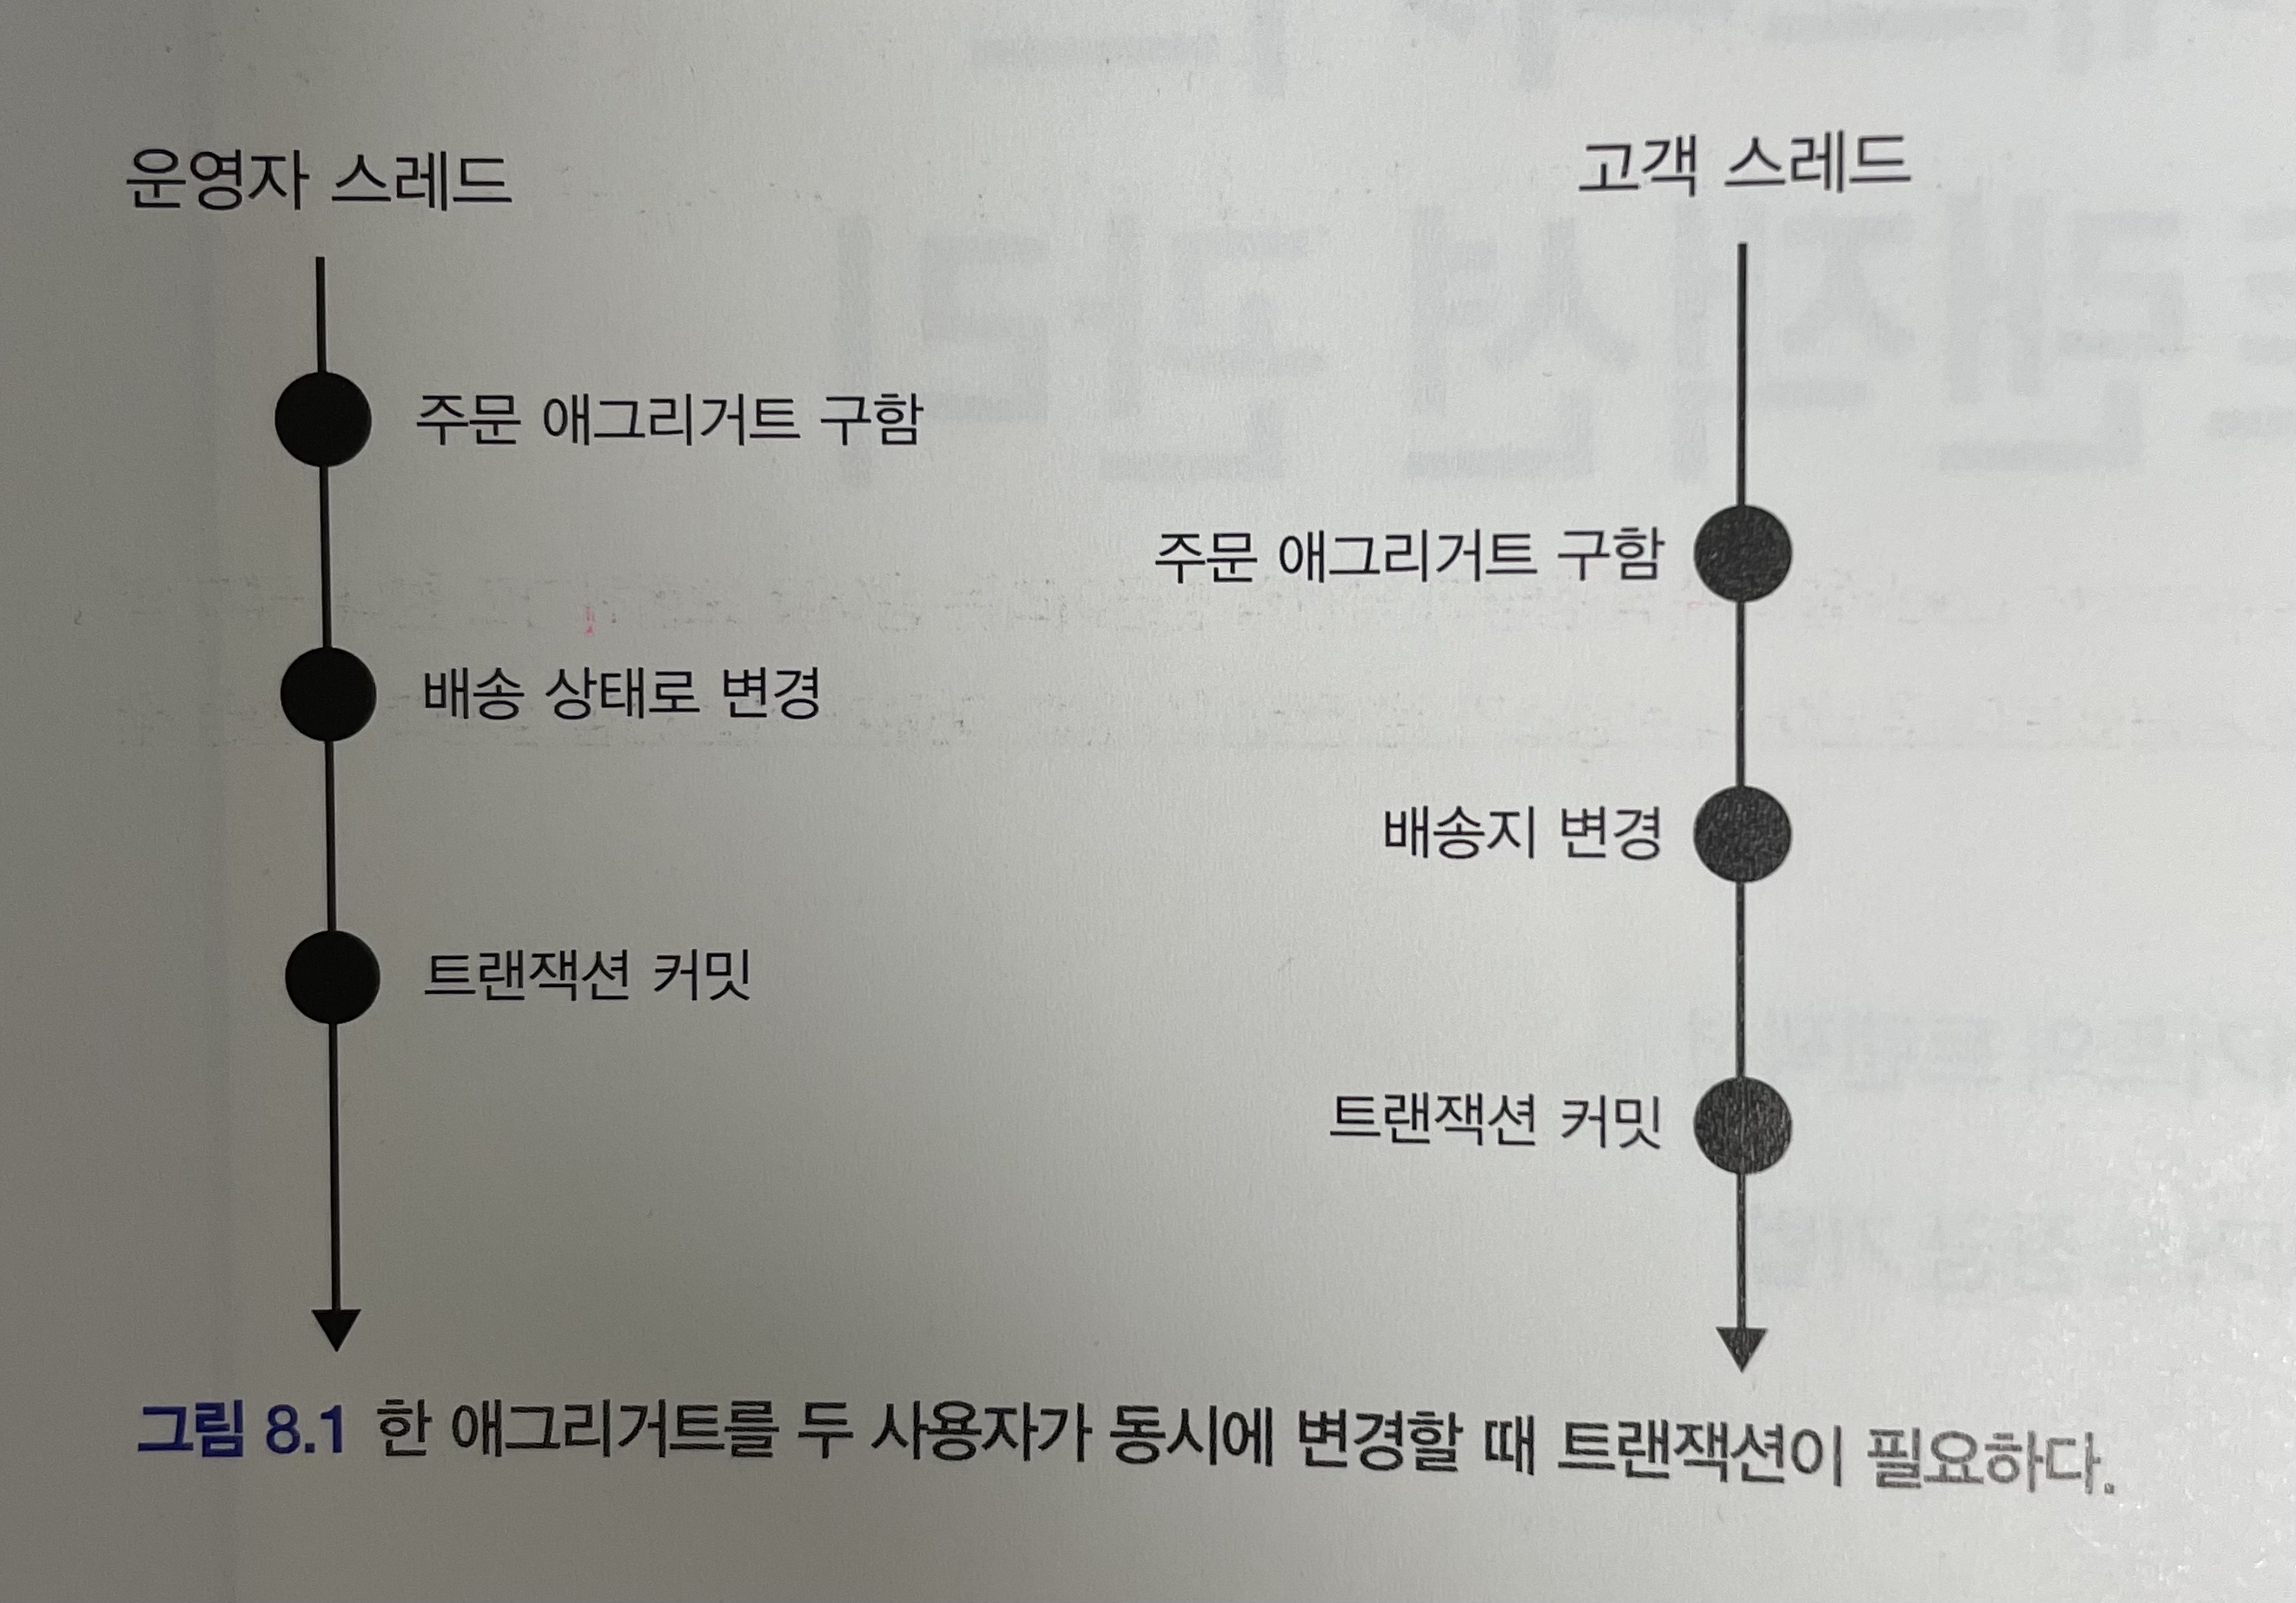 운영자 스레드
고객 스레드
주문 애그리거트 구함
주문 애그리거트 구함
배송 상태로 변경
배송지 변경
트랜잭션 커밋
트랜잭션 커밋
그림 8.1 한 애그리거트를 두 사용자가 동시에 변경할 때 트랜잭션이 필요하다.